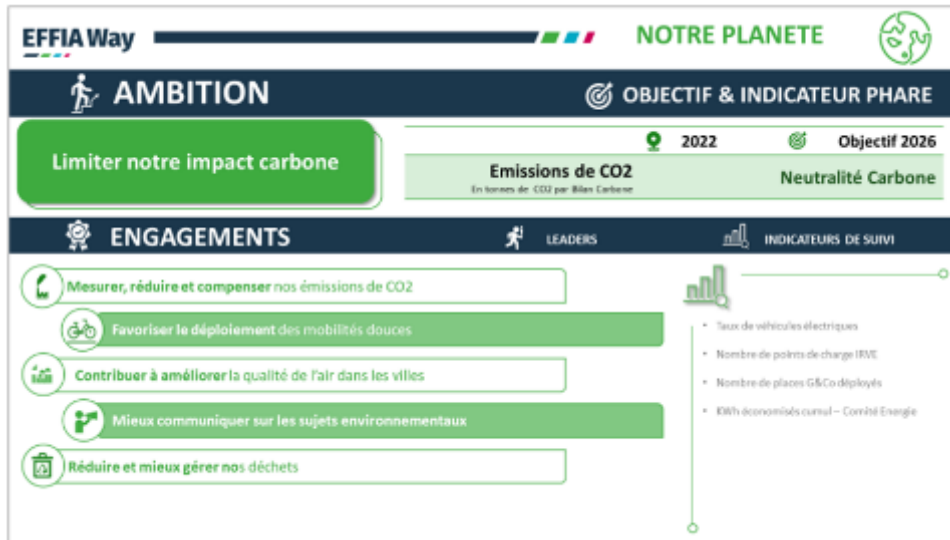 EFFIA Way
NOTRE PLANETE
AMBITION
OBJECTIF & INDICATEUR PHARE
Limiter notre impact carbone
2022
Objectif 2026
Emissions de CO2
En tonnes de CO2 par Bilan Carbone
Neutralité Carbone
ENGAGEMENTS
LEADERS
INDICATEURS DE SUIVI
Mesurer, réduire et compenser nos émissions de CO2
Favoriser le déploiement des mobilités douces
Contribuer à améliorer la qualité de l'air dans les villes
Mieux communiquer sur les sujets environnementaux
Réduire et mieux gérer nos déchets
• Taux de véhicules électriques
• Nombre de points de charge IRVE
• Nombre de places G&Co déployés
• KWh économisés cumul – Comité Energie